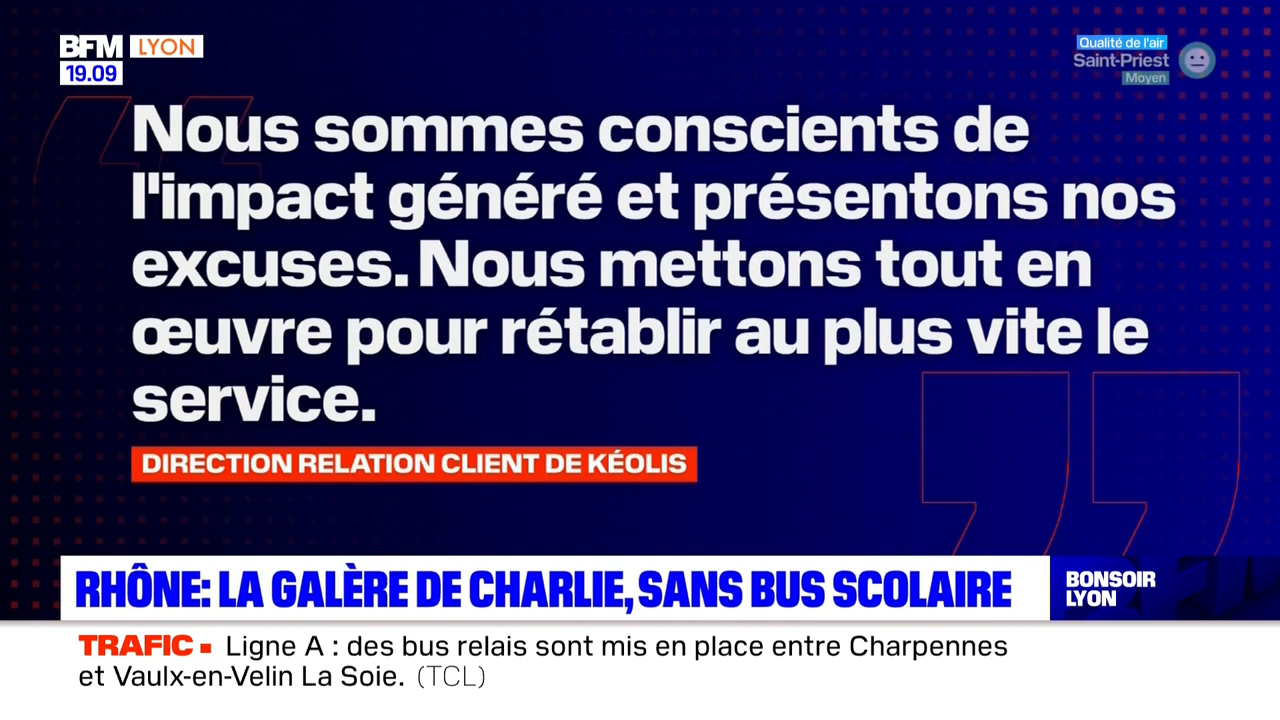 BFM LYON
19.09
Qualité de l'air
Saint-Priest
Moyen
Nous sommes conscients de
l'impact généré et présentons nos
excuses. Nous mettons tout en
œuvre pour rétablir au plus vite le
service.
DIRECTION RELATION CLIENT DE KÉOLIS
RHÔNE: LA GALÈRE DE CHARLIE, SANS BUS SCOLAIRE
BONSOIR
LYON
TRAFIC ▪ Ligne A : des bus relais sont mis en place entre Charpennes
et Vaulx-en-Velin La Soie. (TCL)